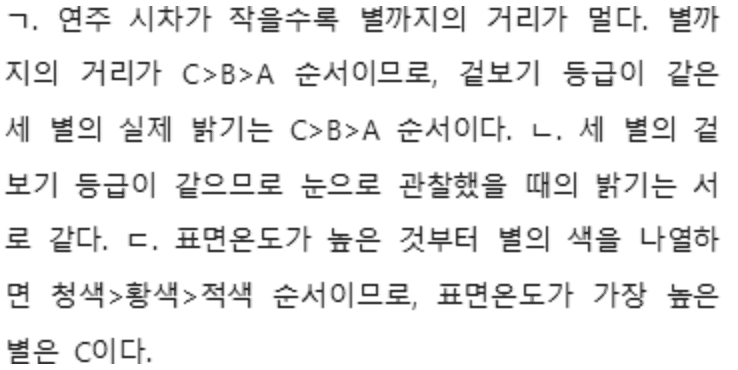 ㄱ. 연주 시차가 작을수록 별까지의 거리가 멀다. 별까
지의 거리가 C>B>A 순서이므로, 겉보기 등급이 같은
세 별의 실제 밝기는 C>B>A 순서이다. ㄴ. 세 별의 겉
보기 등급이 같으므로 눈으로 관찰했을 때의 밝기는 서
로 같다. ㄷ. 표면온도가 높은 것부터 별의 색을 나열하
면 청색>황색>적색 순서이므로, 표면온도가 가장 높은
별은 C이다.